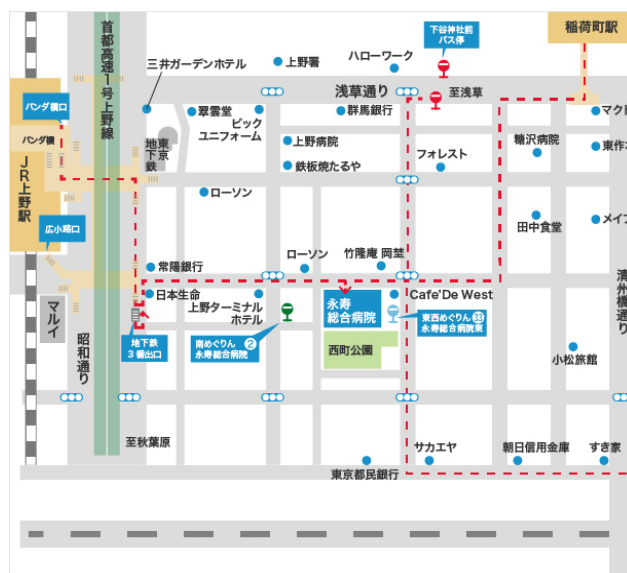 下谷神社前
バス停
稲荷町駅
首都高速1号上野線
三井ガーデンホテル
上野署
ハローワーク
浅草通り
至浅草
パンダ橋口
パンダ橋
翠雲堂
ビック
ユニフォーム
群馬銀行
マクド
東京
地下鉄
上野病院
鉄板焼たるや
フォレスト
糖沢病院
JR上野駅
ローソン
田中食堂
広小路口
常陽銀行
ローソン
竹隆庵 岡埜
清州橋通り
マルイ
日本生命
上野ターミナル
ホテル
永寿
総合病院
Cafe'De West
東西めぐりん 33
永寿総合病院東
昭和通り
地下鉄
3番出口
南めぐりん 2
永寿総合病院
西町公園
小松旅館
至秋葉原
サカエヤ
朝日信用金庫
すき家
東京都民銀行